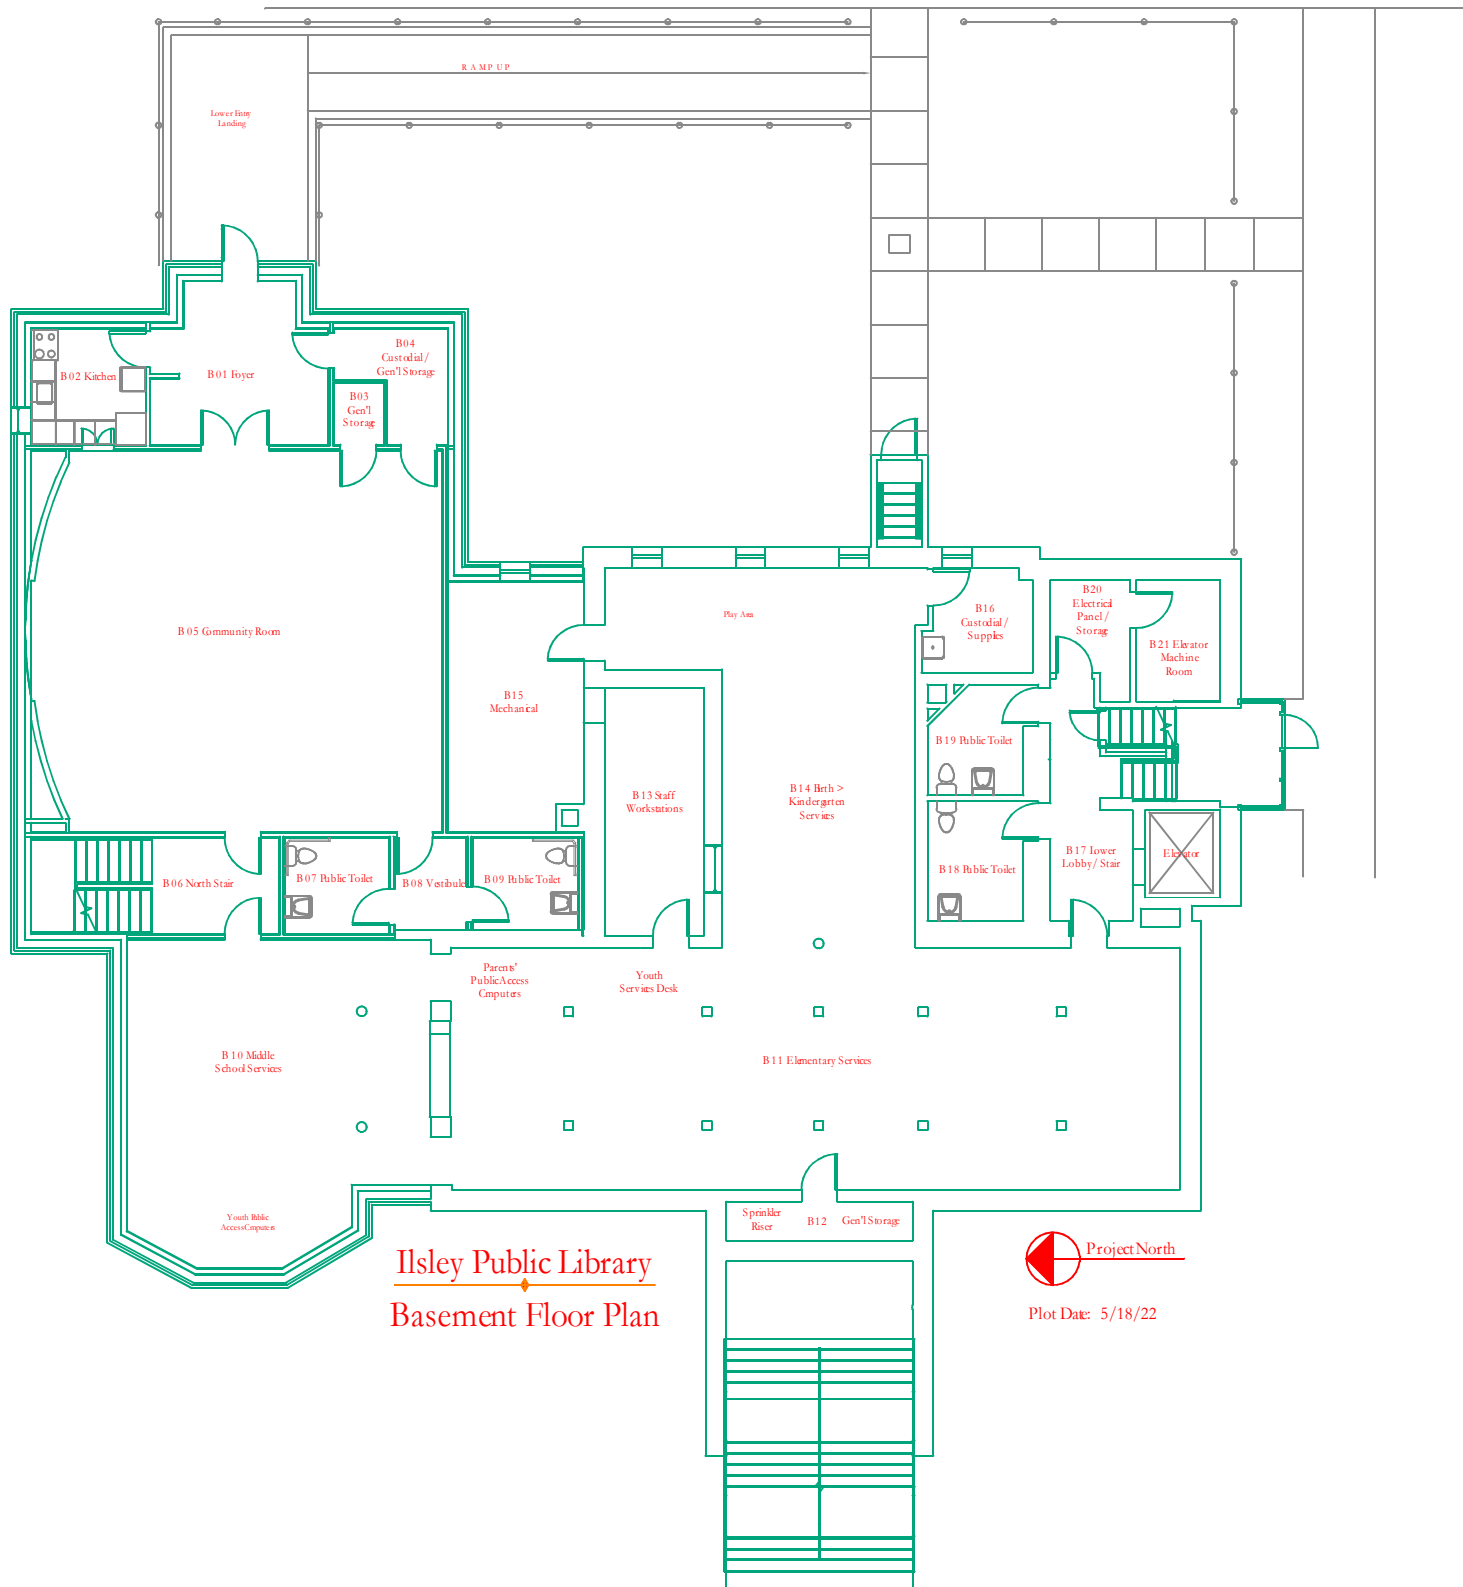 RAMP UP
Lower Entry
Landing
B04
Custodial/
Gen'l Storage
B02 Kitchen
B01 Foyer
B03
Gen'l
Storage
B05 Community Room
Play Area
B16
Custodial/
Supplies
B20
Electrical
Panel/
Storage
B21 Elevator
Machine
Room
B15
Mechanical
B19 Public Toilet
B13 Staff
Workstations
B14 Birth >
Kindergarten
Services
B17 Lower
Lobby/ Stair
Elevator
B18 Public Toilet
B06 North Stair
B07 Public Toilet
B08 Vestibule
B09 Public Toilet
Parents'
Public Access
Cmputers
Youth
Services Desk
B10 Middle
School Services
B11 Elementary Services
Youth Public
Access Cmputers
Sprinkler
Riser
B12
Gen'l Storage
Ilsley Public Library
Basement Floor Plan
Project North
Plot Date: 5/18/22